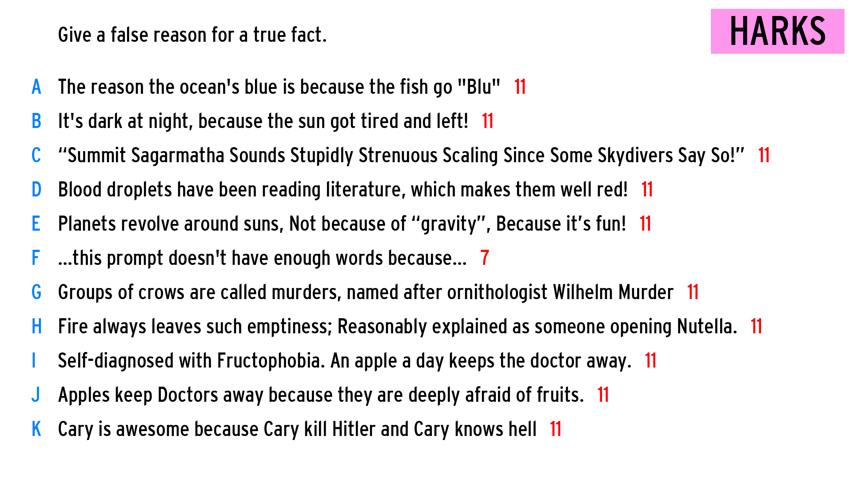 HARKS
Give a false reason for a true fact.
A The reason the ocean's blue is because the fish go "Blu" 11
B It's dark at night, because the sun got tired and left! 11
C “Summit Sagarmatha Sounds Stupidly Strenuous Scaling Since Some Skydivers Say So!” 11
D Blood droplets have been reading literature, which makes them well red! 11
E Planets revolve around suns, Not because of “gravity”, Because it’s fun! 11
F ...this prompt doesn't have enough words because... 7
G Groups of crows are called murders, named after ornithologist Wilhelm Murder 11
H Fire always leaves such emptiness; Reasonably explained as someone opening Nutella. 11
I Self-diagnosed with Fructophobia. An apple a day keeps the doctor away. 11
J Apples keep Doctors away because they are deeply afraid of fruits. 11
K Cary is awesome because Cary kill Hitler and Cary knows hell 11